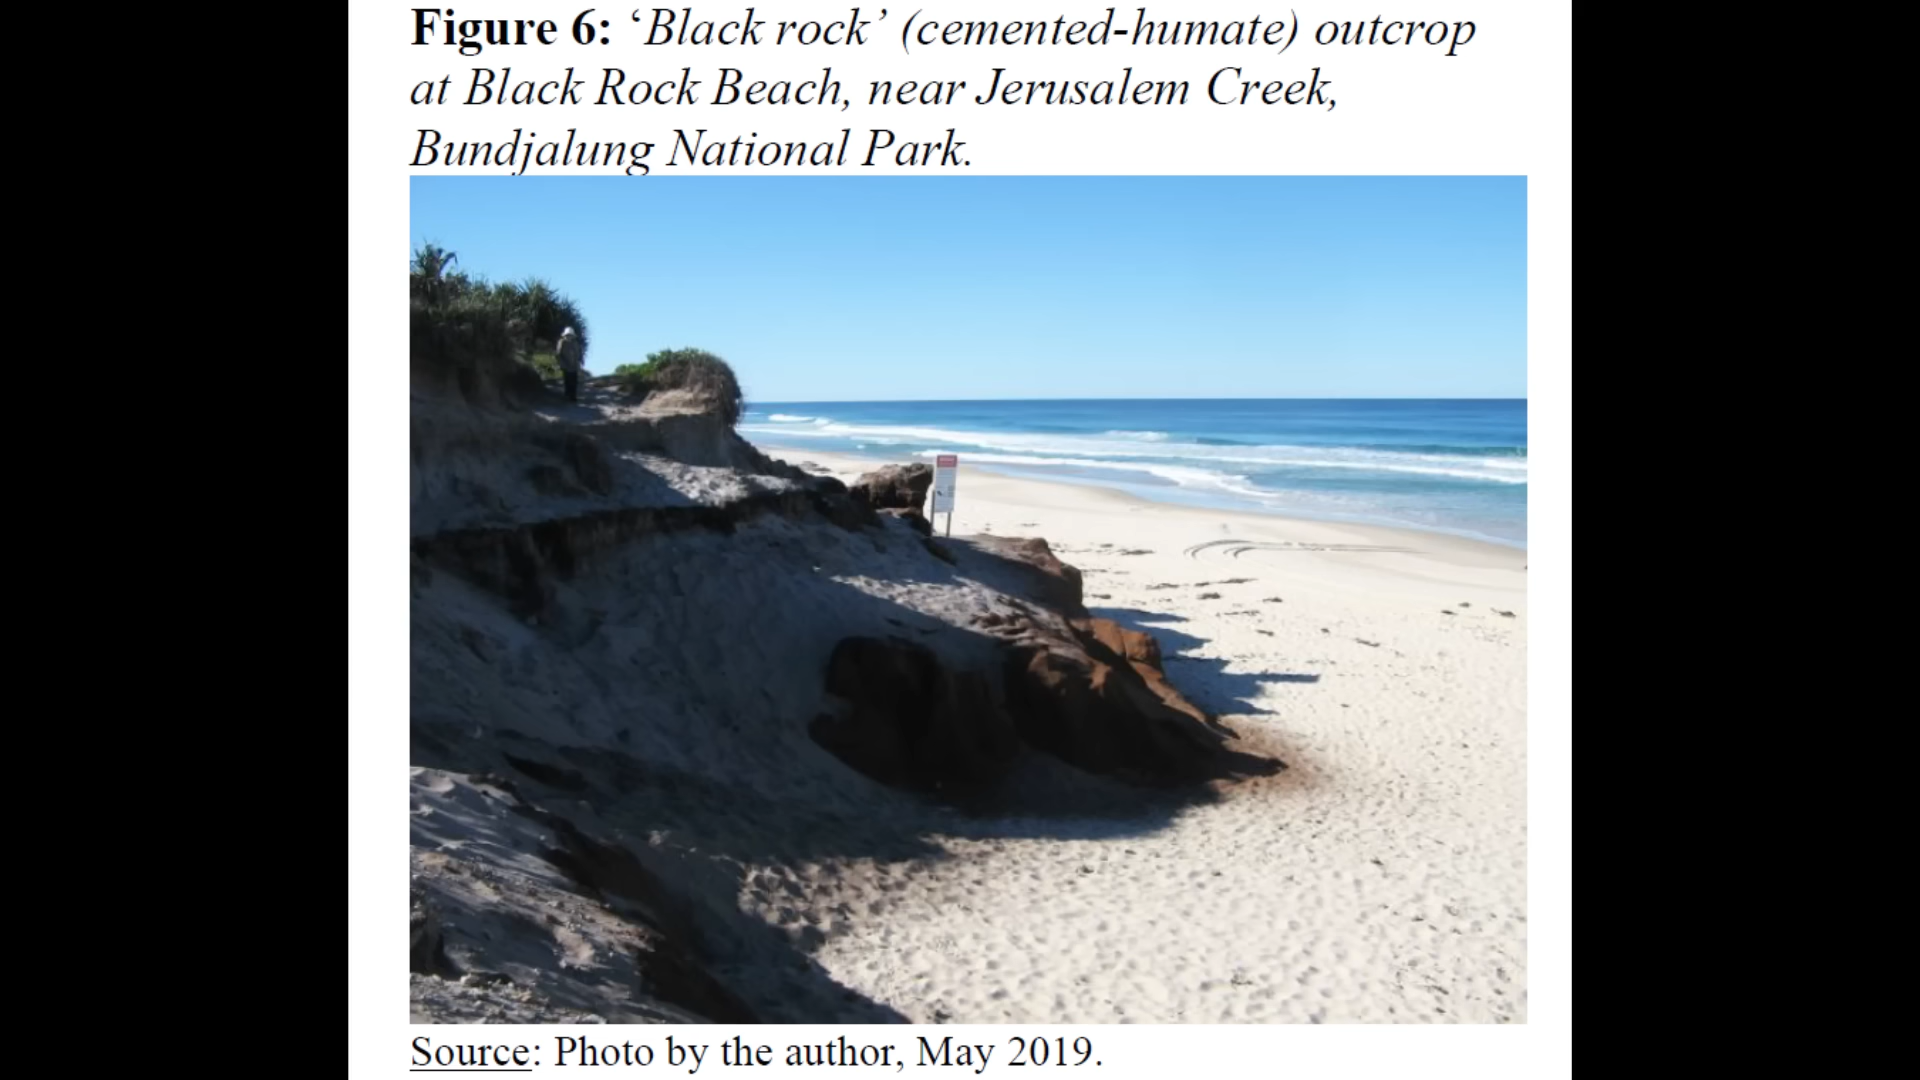 Figure 6: ‘Black rock’ (cemented-humate) outcrop
at Black Rock Beach, near Jerusalem Creek,
Bundjalung National Park.
Source: Photo by the author, May 2019.